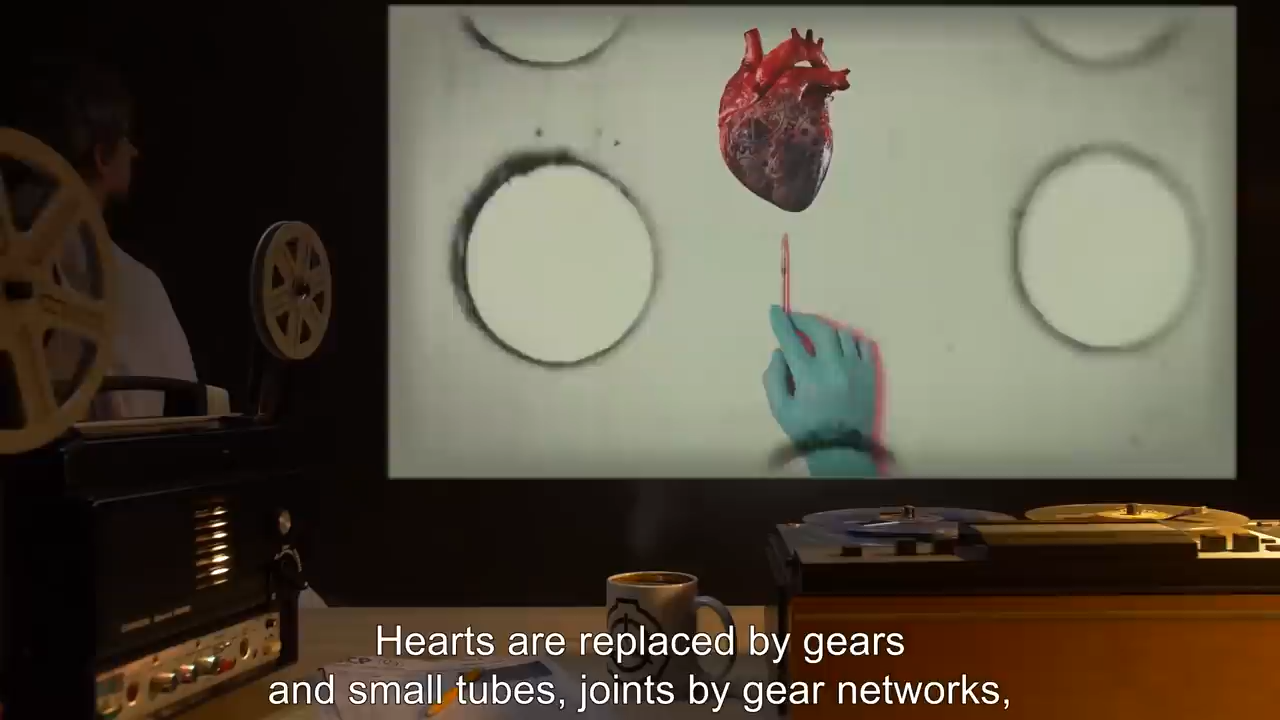 Hearts are replaced by gears
and small tubes, joints by gear networks,